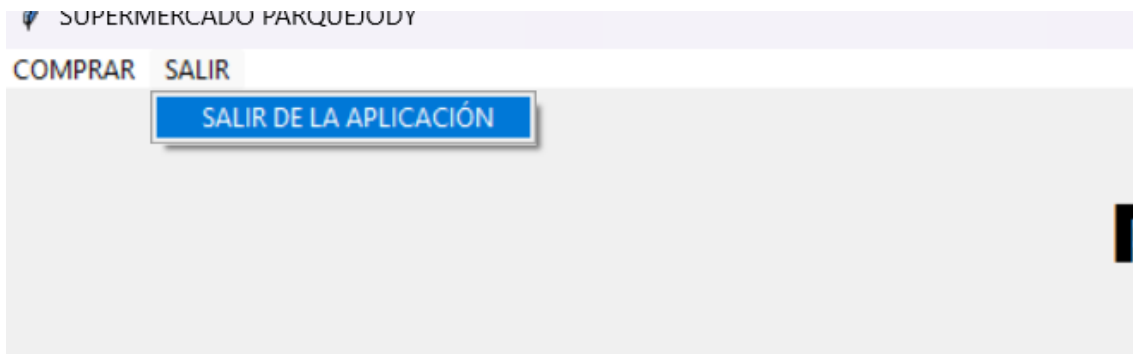 SUPERMERCADO PARQUEJODY
COMPRAR SALIR
SALIR DE LA APLICACIÓN